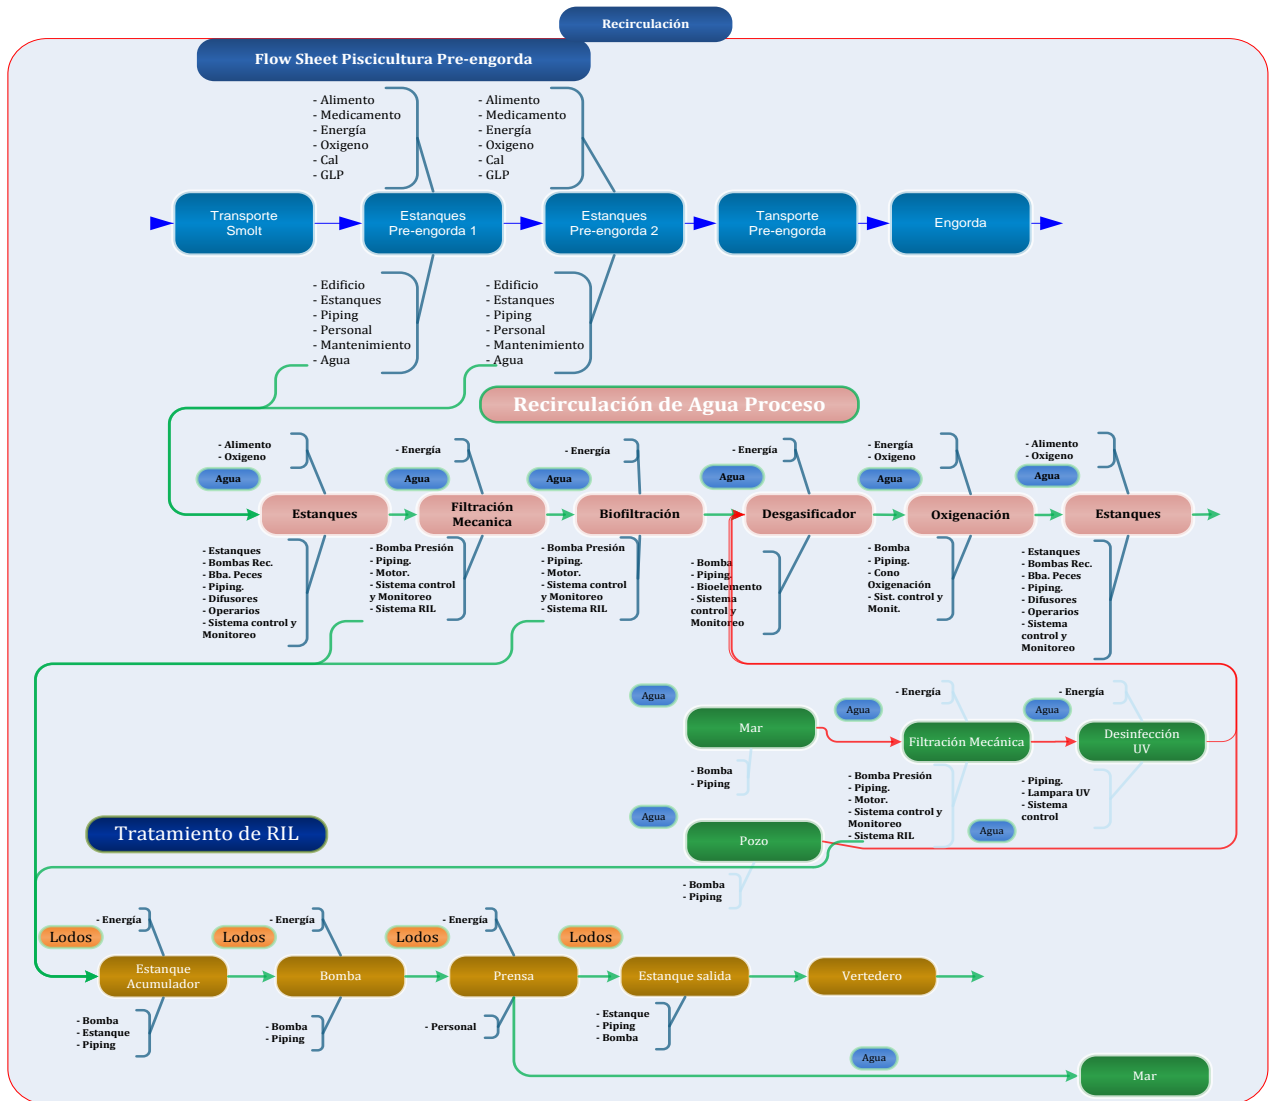 Recirculación
Flow Sheet Piscicultura Pre-engorda
- Alimento
- Medicamento
- Energía
- Oxigeno
- Cal
- GLP
- Alimento
- Medicamento
- Energía
- Oxigeno
- Cal
- GLP
Transporte
Smolt
Estanques
Pre-engorda 1
Estanques
Pre-engorda 2
Tansporte
Pre-engorda
Engorda
- Edificio
- Estanques
- Piping
- Personal
- Mantenimiento
- Agua
- Edificio
- Estanques
- Piping
- Personal
- Mantenimiento
- Agua
Recirculación de Agua Proceso
- Alimento
- Oxigeno
- Energía
- Energía
- Energía
- Energía
- Oxigeno
- Alimento
- Oxigeno
Agua
Agua
Agua
Agua
Agua
Agua
Estanques
Filtración
Mecanica
Biofiltración
Desgasificador
Oxigenación
Estanques
- Estanques
- Bombas Rec.
- Bba. Peces
- Piping.
- Difusores
- Operarios
- Sistema control y
Monitoreo
- Bomba Presión
- Piping.
- Motor.
- Sistema control
y Monitoreo
- Sistema RIL
- Bomba Presión
- Piping.
- Motor.
- Sistema control
y Monitoreo
- Sistema RIL
- Bomba
- Piping.
- Bioelemento
- Sistema
control y
Monitoreo
- Bomba
- Piping.
- Cono
Oxigenación
- Sist. control y
Monit.
- Estanques
- Bombas Rec.
- Bba. Peces
- Piping.
- Difusores
- Operarios
- Sistema
control y
Monitoreo
Agua
Mar
- Bomba
- Piping
Agua
- Energía
Filtración Mecánica
- Bomba Presión
- Piping.
- Motor.
- Sistema control y
Monitoreo
- Sistema RIL
Agua
- Energía
Desinfección
UV
- Piping.
- Lampara UV
- Sistema
control
Agua
Pozo
- Bomba
- Piping
Agua
Tratamiento de RIL
Lodos
- Energía
Lodos
- Energía
Lodos
- Energía
Lodos
Estanque
Acumulador
Bomba
Prensa
Estanque salida
Vertedero
- Bomba
- Estanque
- Piping
- Bomba
- Piping
- Personal
- Estanque
- Piping
- Bomba
Agua
Mar